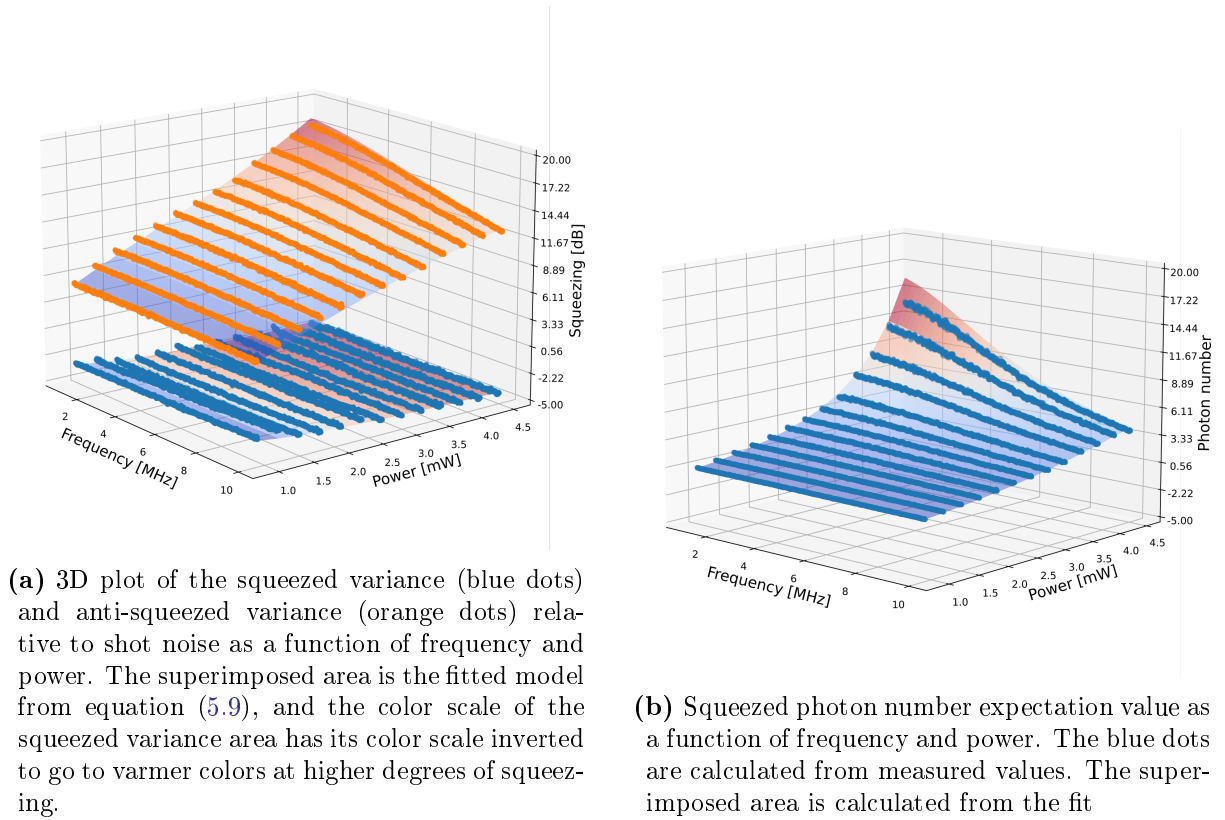 20.00
17.22
14.44
11.67
8.89
6.11
3.33
0.56
-2.22
-5.00
Squeezing [dB]
2
4
6
8
10
Frequency [MHz]
1.0
1.5
2.0
2.5
3.0
3.5
4.0
4.5
Power [mW]
(a) 3D plot of the squeezed variance (blue dots)
and anti-squeezed variance (orange dots) rela-
tive to shot noise as a function of frequency and
power. The superimposed area is the fitted model
from equation (5.9), and the color scale of the
squeezed variance area has its color scale inverted
to go to varmer colors at higher degrees of squeez-
ing.
20.00
17.22
14.44
11.67
8.89
6.11
3.33
0.56
-2.22
-5.00
Photon number
2
4
6
8
10
Frequency [MHz]
1.0
1.5
2.0
2.5
3.0
3.5
4.0
4.5
Power [mW]
(b) Squeezed photon number expectation value as
a function of frequency and power. The blue dots
are calculated from measured values. The super-
imposed area is calculated from the fit